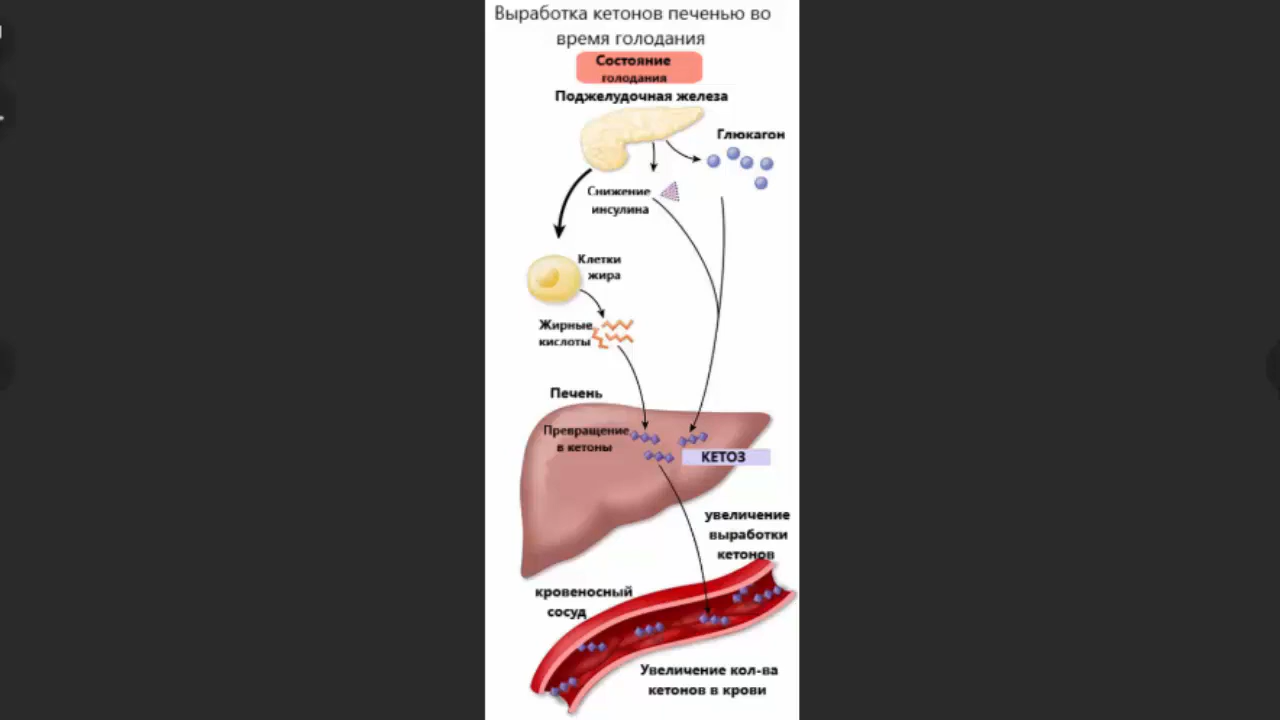 Выработка кетонов печенью во
время голодания
Состояние
голодания
Поджелудочная железа
Глюкагон
Снижение
инсулина
Клетки
жира
Жирные
кислоты
Печень
Превращение
в кетоны
КЕТОЗ
увеличение
выработки
кетонов
кровеносный
сосуд
Увеличение кол-ва
кетонов в крови